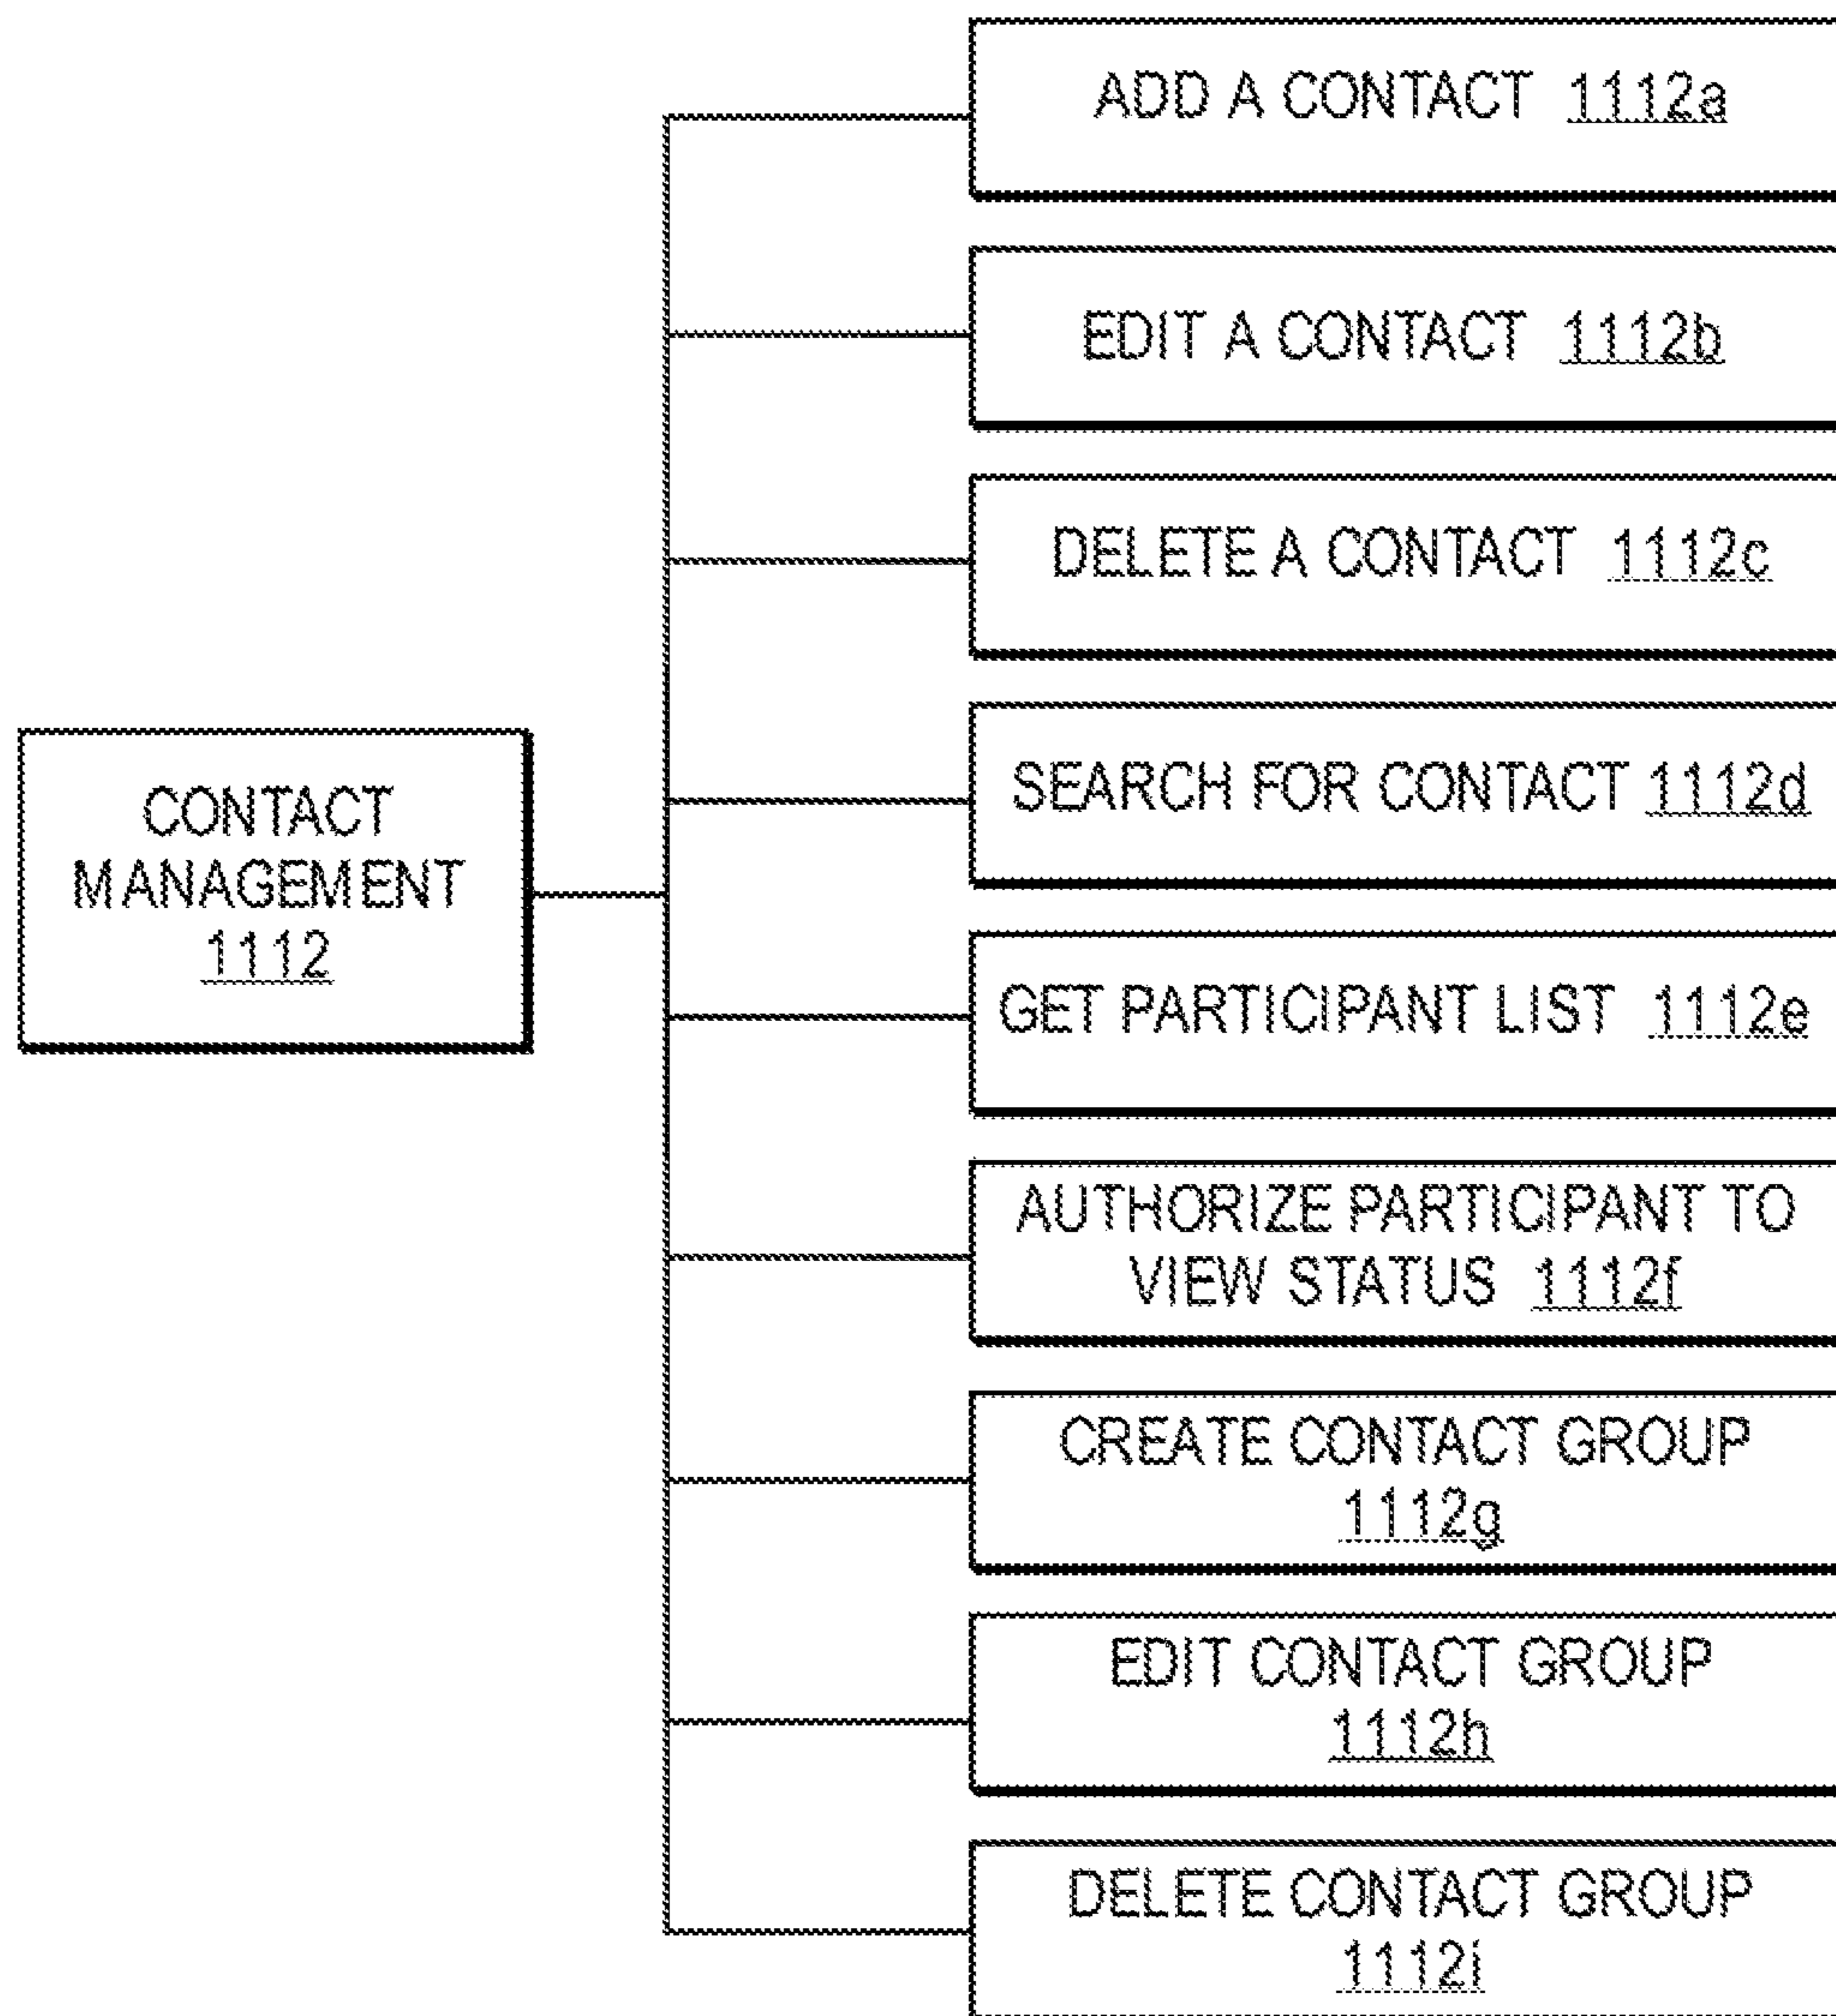 ADD A CONTACT 1112a
EDIT A CONTACT 1112b
DELETE A CONTACT 1112c
SEARCH FOR CONTACT 1112d
CONTACT
MANAGEMENT
1112
GET PARTICIPANT LIST 1112e
AUTHORIZE PARTICIPANT TO
VIEW STATUS 1112f
CREATE CONTACT GROUP
1112g
EDIT CONTACT GROUP
1112h
DELETE CONTACT GROUP
1112i